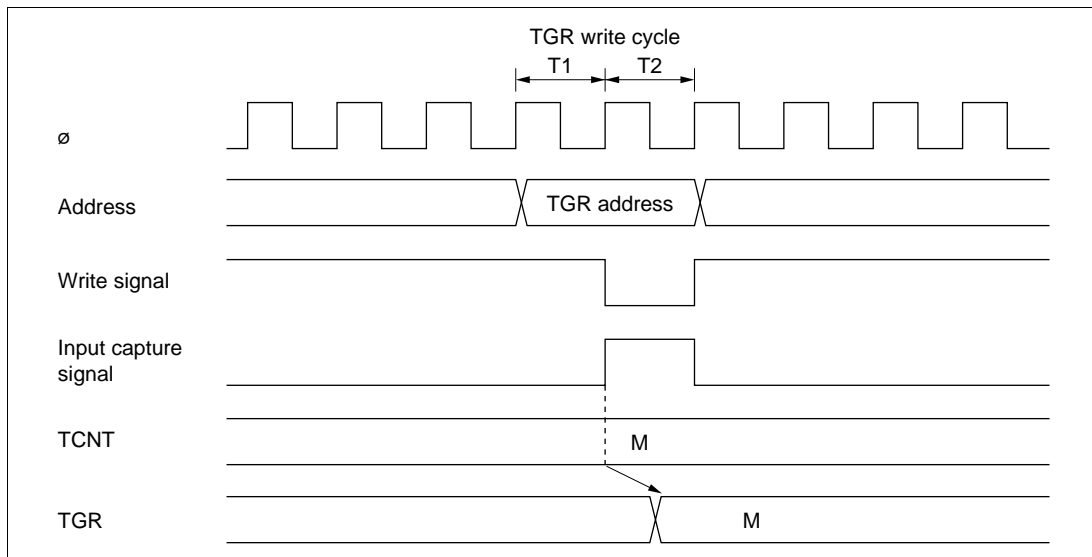 TGR write cycle
T1 T2
ø
Address TGR address
Write signal
Input capture
signal
TCNT M
TGR M